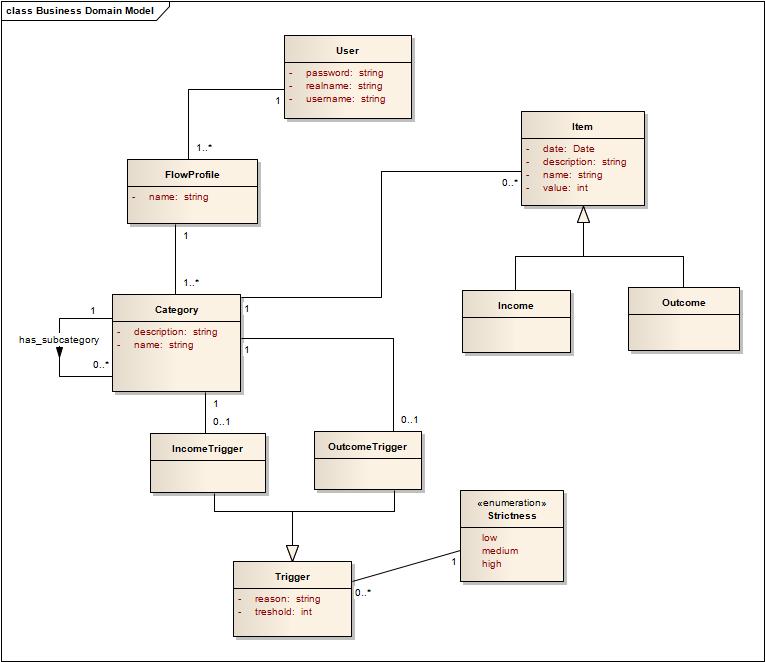 class Business Domain Model
User
- password: string
- realname: string
- username: string
1
1..*
FlowProfile
- name: string
1
1..*
Item
- date: Date
- description: string
- name: string
- value: int
0..*
Category
- description: string
- name: string
1
1
has_subcategory
0..*
1
1
0..1
0..1
Income
Outcome
IncomeTrigger
OutcomeTrigger
«enumeration»
Strictness
low
medium
high
1
0..*
Trigger
- reason: string
- treshold: int